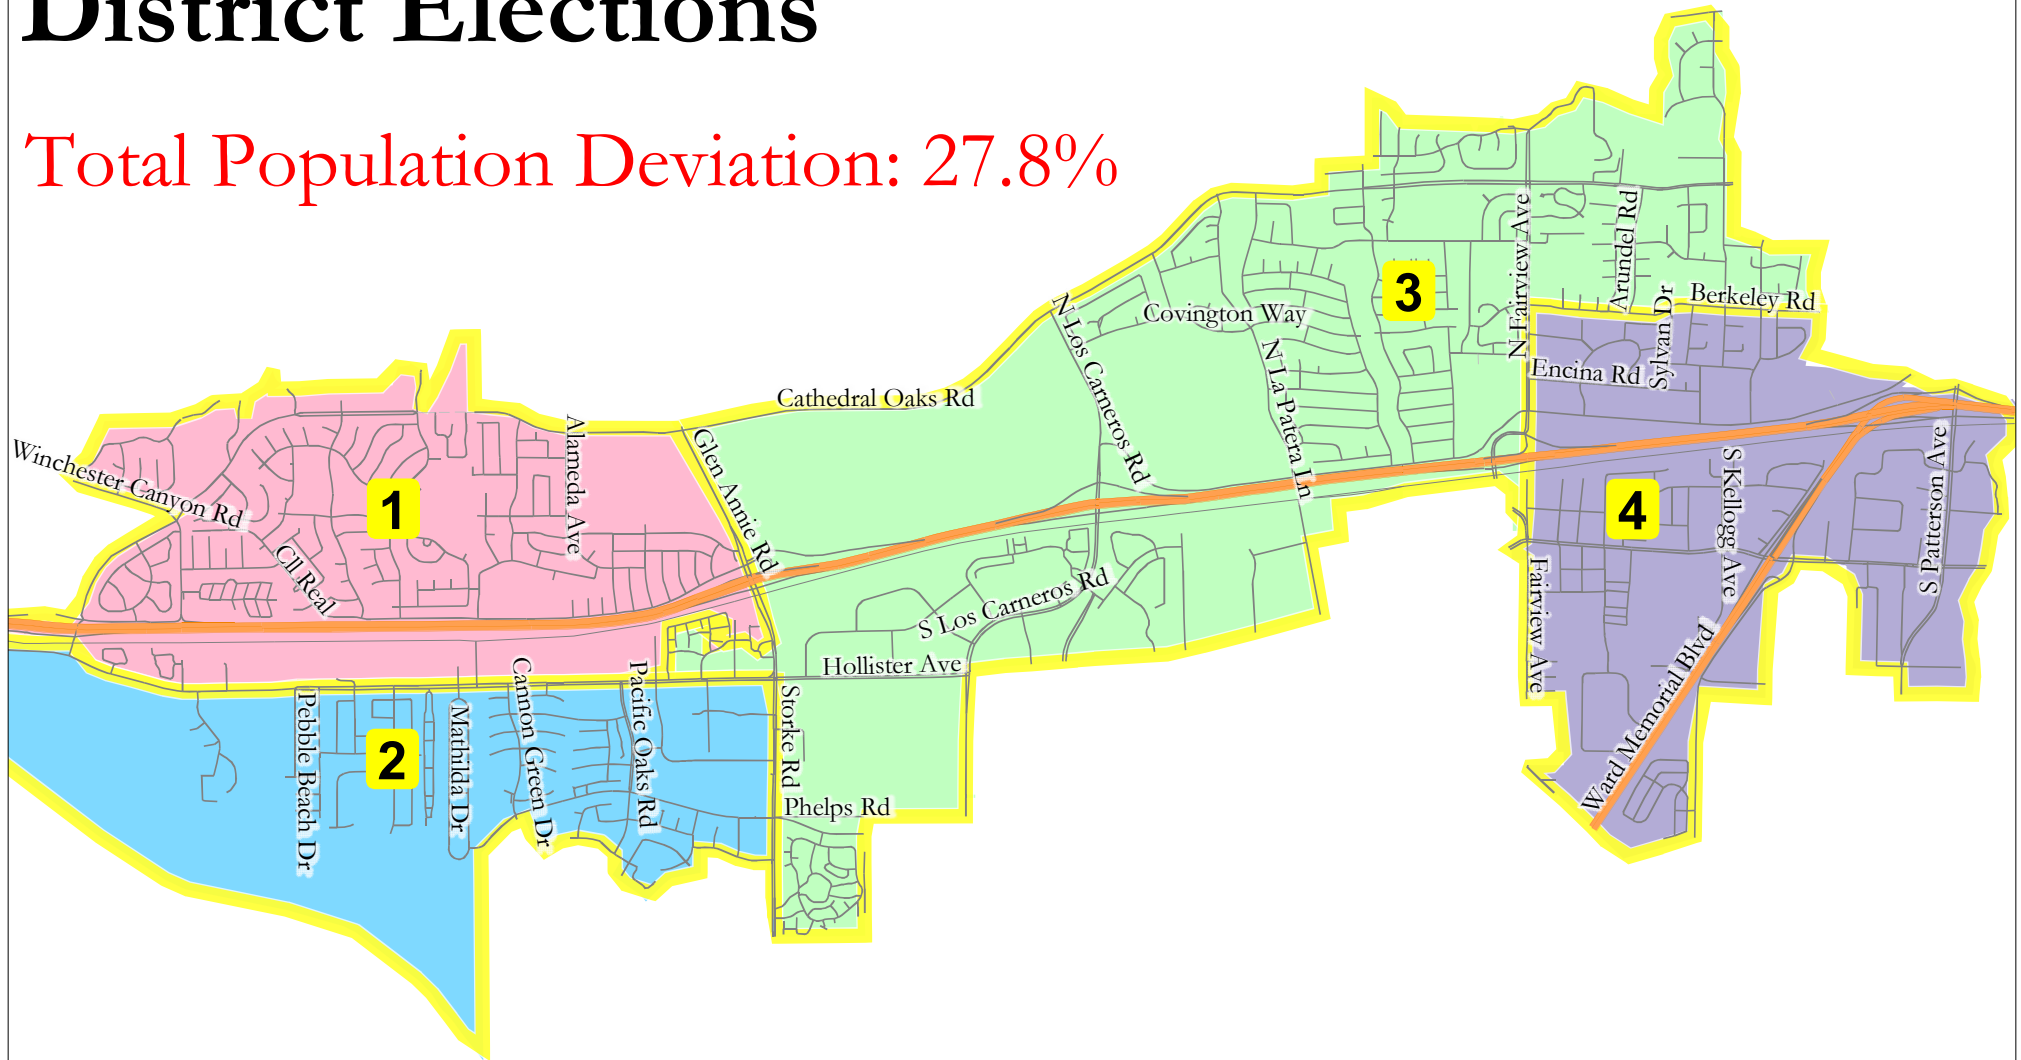 District Elections
Total Population Deviation: 27.8%
N Fairview Ave
Arundel Rd
Sylvan Dr
Berkeley Rd
3
Covington Way
N Los Carneros Rd
N La Patera Ln
Encina Rd
Cathedral Oaks Rd
Alameda Ave
Glen Annie Rd
Winchester Canyon Rd
1
4
S Kellogg Ave
S Patterson Ave
Cll Real
S Los Carneros Rd
Fairview Ave
Hollister Ave
Ward Memorial Blvd
Pebble Beach Dr
2
Mathilda Dr
Cannon Green Dr
Pacific Oaks Rd
Storke Rd
Phelps Rd